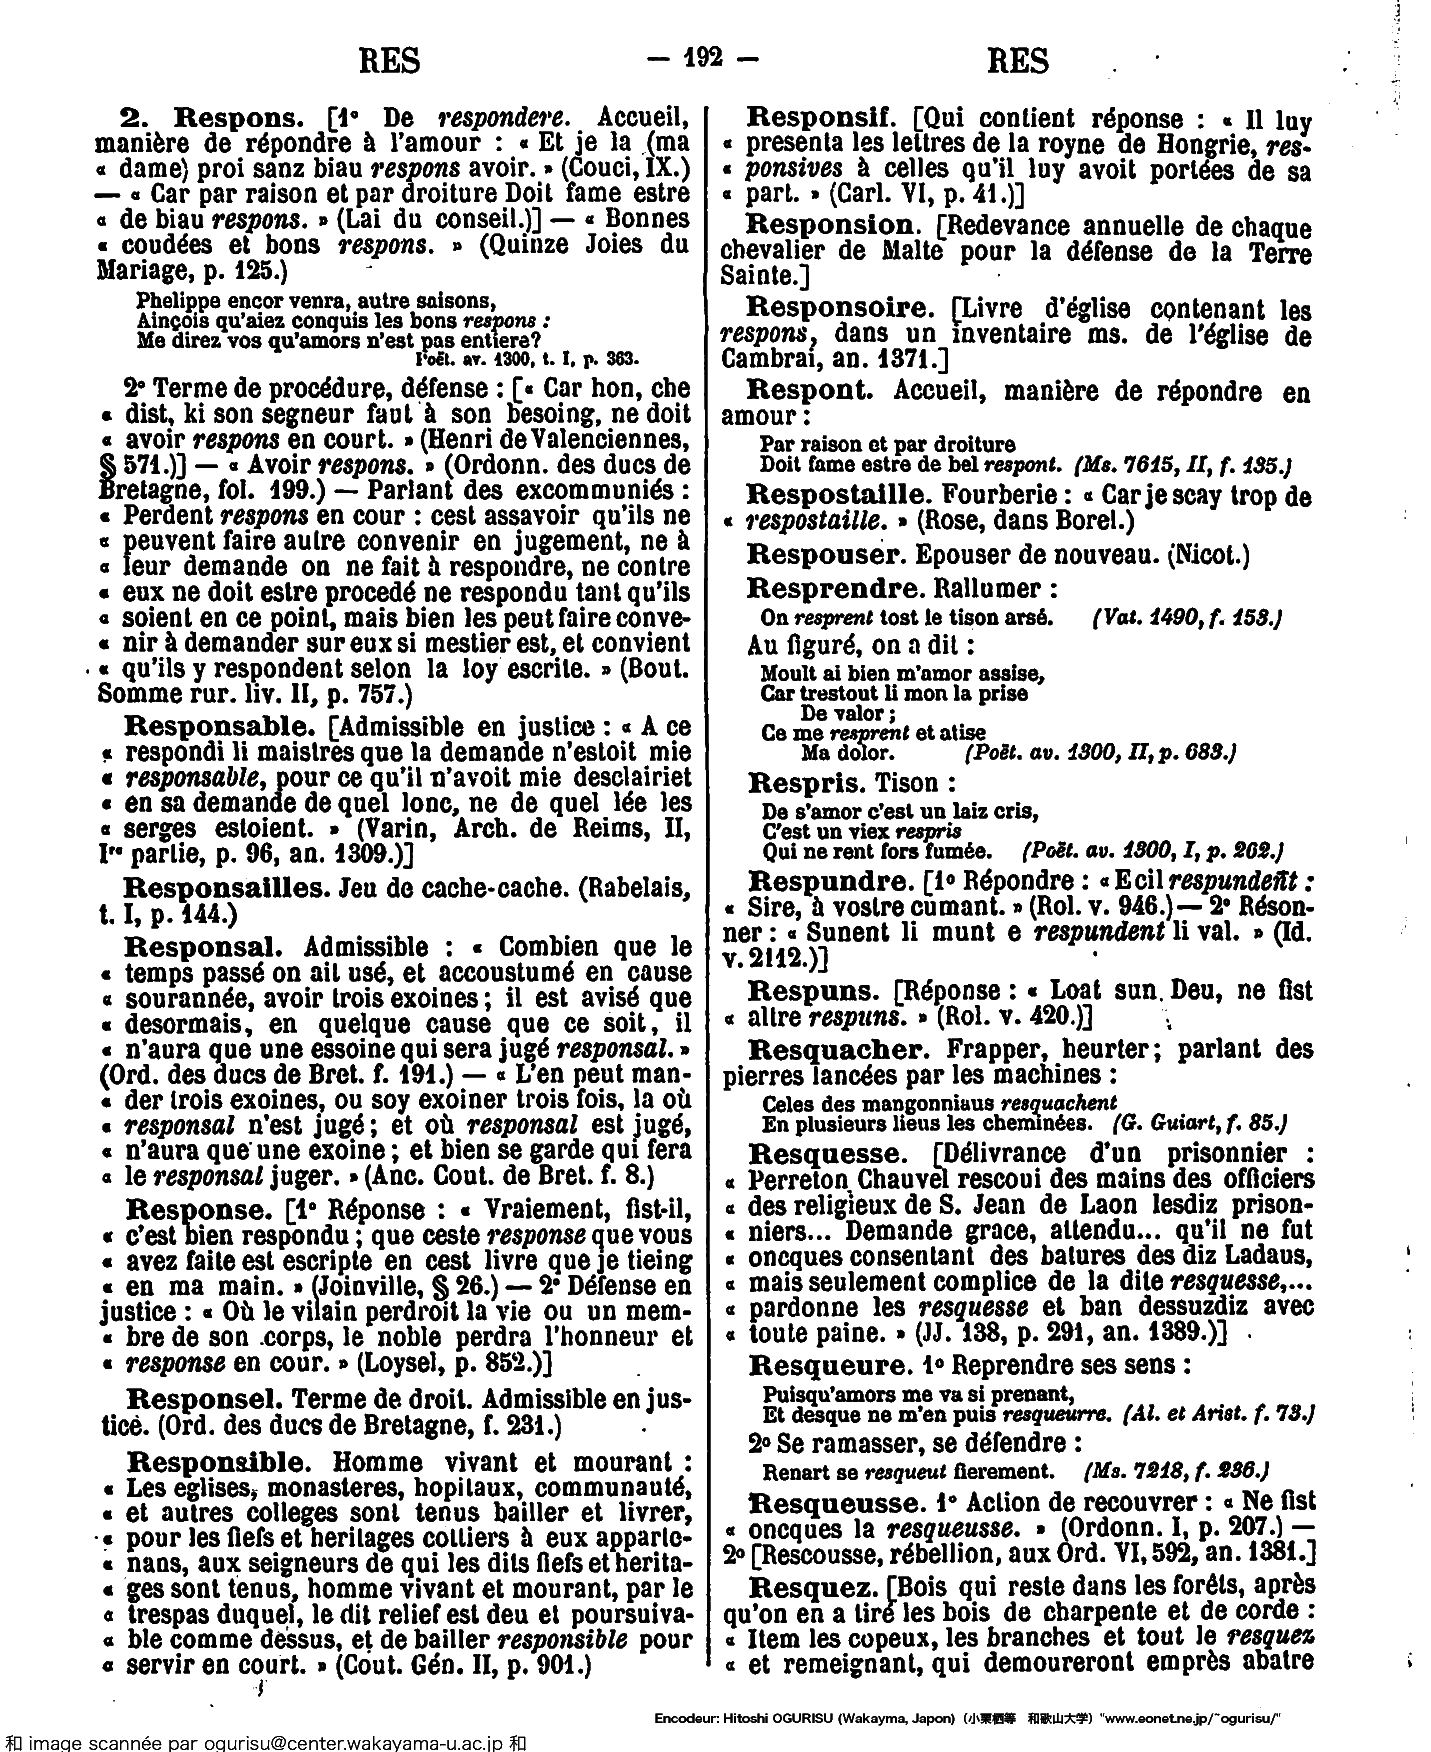 RES — 192 — RES
2. Respons. [1° De respondere. Accueil,
manière de répondre à l'amour : « Et je la (ma
« dame) proi sanz biau respons avoir. » (Couci, IX.)
— « Car par raison et par droiture Doit fame estre
« de biau respons. » (Lai du conseil.)] — « Bonnes
« coudées et bons respons. » (Quinze Joies du
Mariage, p. 125.)
Phelippe encor venra, autre saisons,
Ainçois qu'aiez conquis les bons respons :
Me direz vos qu'amors n'est pas entiere?
Poët. av. 1300, t. I, p. 363.
2° Terme de procédure, défense : [« Car hon, che
« dist, ki son segneur faut à son besoing, ne doit
« avoir respons en court. » (Henri de Valenciennes,
§ 571.)] — « Avoir respons. » (Ordonn. des ducs de
Bretagne, fol. 199.) — Parlant des excommuniés :
« Perdent respons en cour : cest assavoir qu'ils ne
« peuvent faire autre convenir en jugement, ne à
« leur demande on ne fait à respondre, ne contre
« eux ne doit estre procedé ne respondu tant qu'ils
« soient en ce point, mais bien les peut faire conve-
« nir à demander sur eux si mestier est, et convient
« qu'ils y respondent selon la loy escrite. » (Bout.
Somme rur. liv. II, p. 757.)
Responsable. [Admissible en justice : « A ce
« respondi li maistres que la demande n'estoit mie
« responsable, pour ce qu'il n'avoit mie desclairiet
« en sa demande de quel lonc, ne de quel lée les
« serges estoient. » (Varin, Arch. de Reims, II,
Iʳᵉ partie, p. 96, an. 1309.)]
Responsailles. Jeu de cache-cache. (Rabelais,
t. I, p. 144.)
Responsal. Admissible : « Combien que le
« temps passé on ait usé, et accoustumé en cause
« sourannée, avoir trois exoines ; il est avisé que
« desormais, en quelque cause que ce soit, il
« n'aura que une essoine qui sera jugé responsal. »
(Ord. des ducs de Bret. f. 191.) — « L'en peut man-
« der trois exoines, ou soy exoiner trois fois, la où
« responsal n'est jugé ; et où responsal est jugé,
« n'aura que une exoine ; et bien se garde qui fera
« le responsal juger. » (Anc. Cout. de Bret. f. 8.)
Response. [1° Réponse : « Vraiement, fist-il,
« c'est bien respondu ; que ceste response que vous
« avez faite est escripte en cest livre que je tieing
« en ma main. » (Joinville, § 26.) — 2° Défense en
justice : « Où le vilain perdroit la vie ou un mem-
« bre de son corps, le noble perdra l'honneur et
« response en cour. » (Loysel, p. 852.)]
Responsel. Terme de droit. Admissible en jus-
tice. (Ord. des ducs de Bretagne, f. 231.)
Responsible. Homme vivant et mourant :
« Les eglises, monasteres, hopitaux, communauté,
« et autres colleges sont tenus bailler et livrer,
« pour les fiefs et heritages cottiers à eux apparte-
« nans, aux seigneurs de qui les dits fiefs et herita-
« ges sont tenus, homme vivant et mourant, par le
« trespas duquel, le dit relief est deu et poursuiva-
« ble comme dessus, et de bailler responsible pour
« servir en court. » (Cout. Gén. II, p. 901.)
Responsif. [Qui contient réponse : « Il luy
« presenta les lettres de la royne de Hongrie, res-
« ponsives à celles qu'il luy avoit portées de sa
« part. » (Carl. VI, p. 41.)]
Responsion. [Redevance annuelle de chaque
chevalier de Malte pour la défense de la Terre
Sainte.]
Responsoire. [Livre d'église contenant les
respons, dans un inventaire ms. de l'église de
Cambrai, an. 1371.]
Respont. Accueil, manière de répondre en
amour :
Par raison et par droiture
Doit fame estre de bel respont. (Ms. 7615, II, f. 135.)
Respostaille. Fourberie : « Car je scay trop de
« respostaille. » (Rose, dans Borel.)
Respouser. Epouser de nouveau. (Nicot.)
Resprendre. Rallumer :
On resprent tost le tison arsé. (Vat. 1490, f. 153.)
Au figuré, on a dit :
Moult ai bien m'amor assise,
Car trestout li mon la prise
De valor ;
Ce me resprent et atise
Ma dolor. (Poët. av. 1300, II, p. 683.)
Respris. Tison :
De s'amor c'est un laiz cris,
C'est un viex respris
Qui ne rent fors fumée. (Poët. av. 1300, I, p. 262.)
Respundre. [1° Répondre : « E cil respundent :
« Sire, à vostre cumant. » (Rol. v. 946.) — 2° Réson-
ner : « Sunent li munt e respundent li val. » (Id.
v. 2112.)]
Respuns. [Réponse : « Loat sun Deu, ne fist
« altre respuns. » (Rol. v. 420.)]
Resquacher. Frapper, heurter ; parlant des
pierres lancées par les machines :
Celes des mangonniaus resquachent
En plusieurs lieus les cheminées. (G. Guiart, f. 85.)
Resquesse. [Délivrance d'un prisonnier :
« Perreton Chauvel rescoui des mains des officiers
« des religieux de S. Jean de Laon lesdiz prison-
« niers... Demande grace, attendu... qu'il ne fut
« oncques consentant des batures des diz Ladaus,
« mais seulement complice de la dite resquesse,...
« pardonne les resquesse et ban dessuzdiz avec
« toute paine. » (JJ. 138, p. 291, an. 1389.)]
Resqueure. 1° Reprendre ses sens :
Puisqu'amors me va si prenant,
Et desque ne m'en puis resqueurre. (Al. et Arist. f. 73.)
2° Se ramasser, se défendre :
Renart se resqueut fierement. (Ms. 7218, f. 236.)
Resqueusse. 1° Action de recouvrer : « Ne fist
« oncques la resqueusse. » (Ordonn. I, p. 207.) —
2° [Rescousse, rébellion, aux Ord. VI, 592, an. 1381.]
Resquez. [Bois qui reste dans les forêts, après
qu'on en a tiré les bois de charpente et de corde :
« Item les copeux, les branches et tout le resquez
« et remeignant, qui demoureront emprès abatre
Encodeur: Hitoshi OGURISU (Wakayma, Japon) (小栗栖等 和歌山大学) "www.eonet.ne.jp/~ogurisu/"
和 image scannée par ogurisu@center.wakayama-u.ac.jp 和